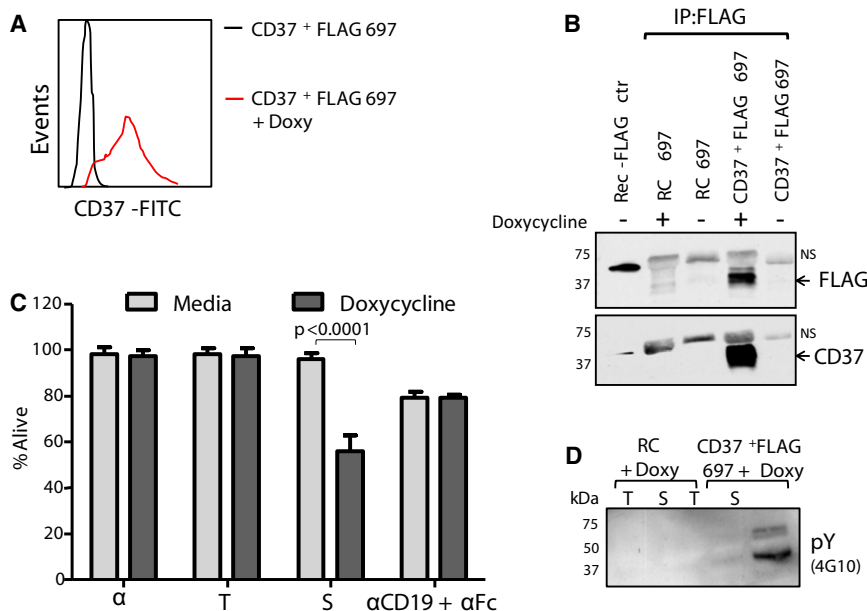 A
Events
CD37 -FITC
CD37 + FLAG 697
CD37 + FLAG 697
+ Doxy
B
IP:FLAG
Rec -FLAG ctr
RC 697
RC 697
CD37 + FLAG 697
CD37 + FLAG 697
Doxycycline - + - + -
75
37
NS
FLAG
75
37
NS
CD37
C
Media
Doxycycline
p<0.0001
% Alive
120
100
80
60
40
20
0
α
T
S
αCD19 + αFc
D
RC
+ Doxy
CD37 +FLAG
697 + Doxy
kDa
T S T S
75
50
37
pY
(4G10)